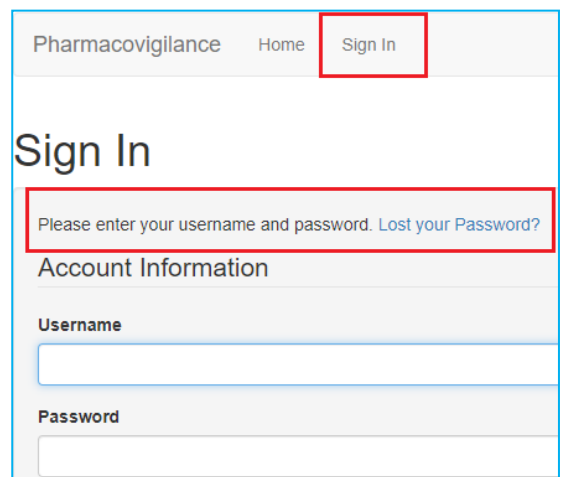 Pharmacovigilance Home Sign In
Sign In
Please enter your username and password. Lost your Password?
Account Information
Username
Password